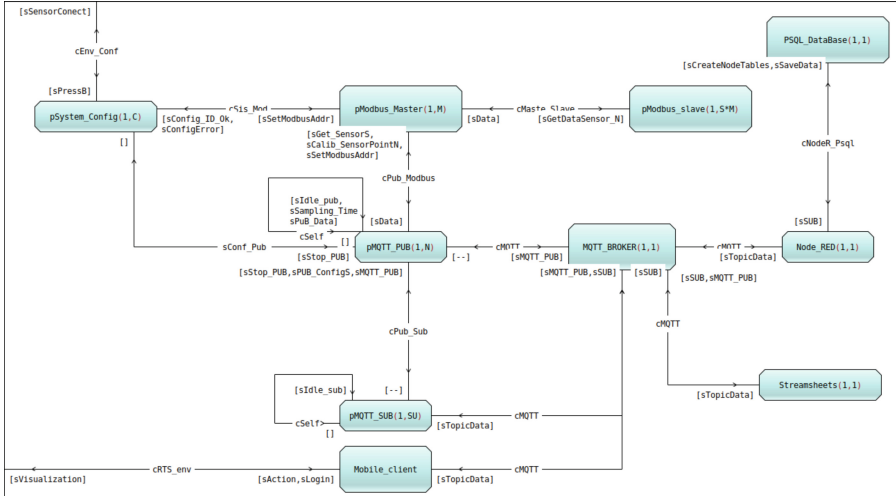 [sSensorConect]
cEnv_Conf
[sPressB]
PSQL_DataBase(1,1)
[sCreateNodeTables,sSaveData]
pSystem_Config(1,C)
cSis_Mod
[sConfig_ID_Ok,
sConfigError]
[sSetModbusAddr]
pModbus_Master(1,M)
cMaste_Slave
[sData]
[sGetDataSensor_N]
pModbus_slave(1,S*M)
[]
[sGet_SensorS,
sCalib_SensorPointN,
sSetModbusAddr]
cNodeR_Psql
cPub_Modbus
[sIdle_pub,
sSampling_Time
sPuB_Data]
[sData]
[sSUB]
cSelf
[]
sConf_Pub
[sStop_PUB]
pMQTT_PUB(1,N)
cMQTT
[--]
[sMQTT_PUB]
MQTT_BROKER(1,1)
cMQTT
[sTopicData]
Node_RED(1,1)
[sStop_PUB,sPUB_ConfigS,sMQTT_PUB]
[sMQTT_PUB,sSUB]
[sSUB]
[sSUB,sMQTT_PUB]
cPub_Sub
cMQTT
[sIdle_sub]
[--]
Streamsheets(1,1)
[sTopicData]
cSelf
[]
pMQTT_SUB(1,SU)
cMQTT
[sTopicData]
cRTS_env
[sVisualization]
[sAction,sLogin]
Mobile_client
cMQTT
[sTopicData]